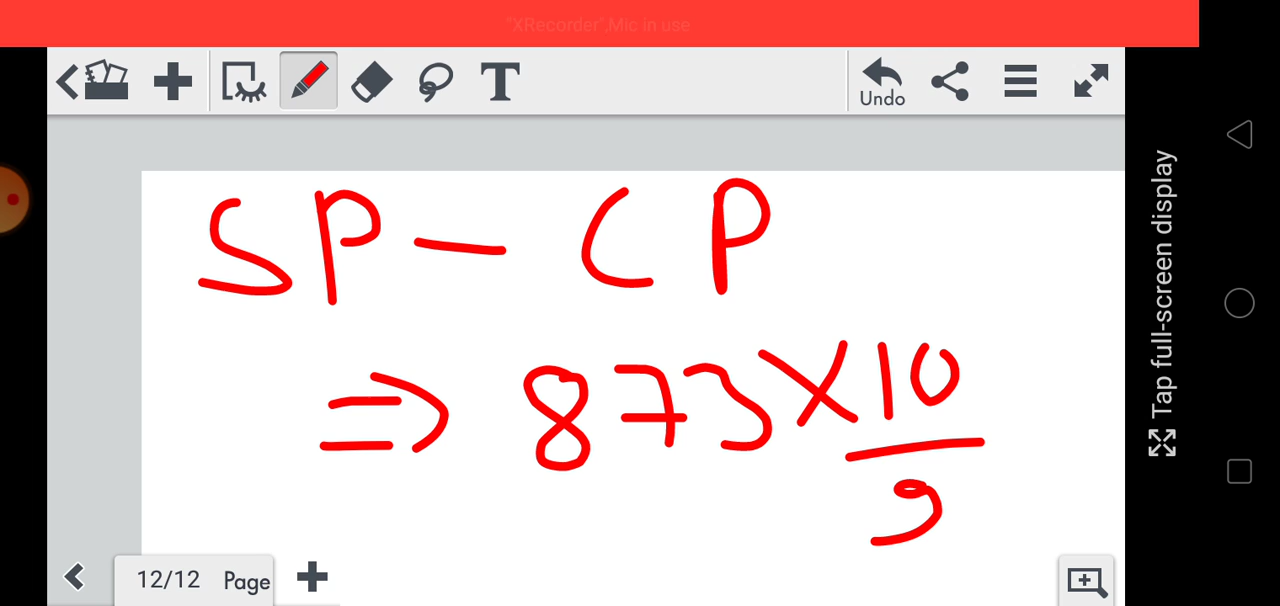 "XRecorder",Mic in use
T
Undo
SP - CP
⇒ 873 × 10/9
12/12 Page
Tap full-screen display